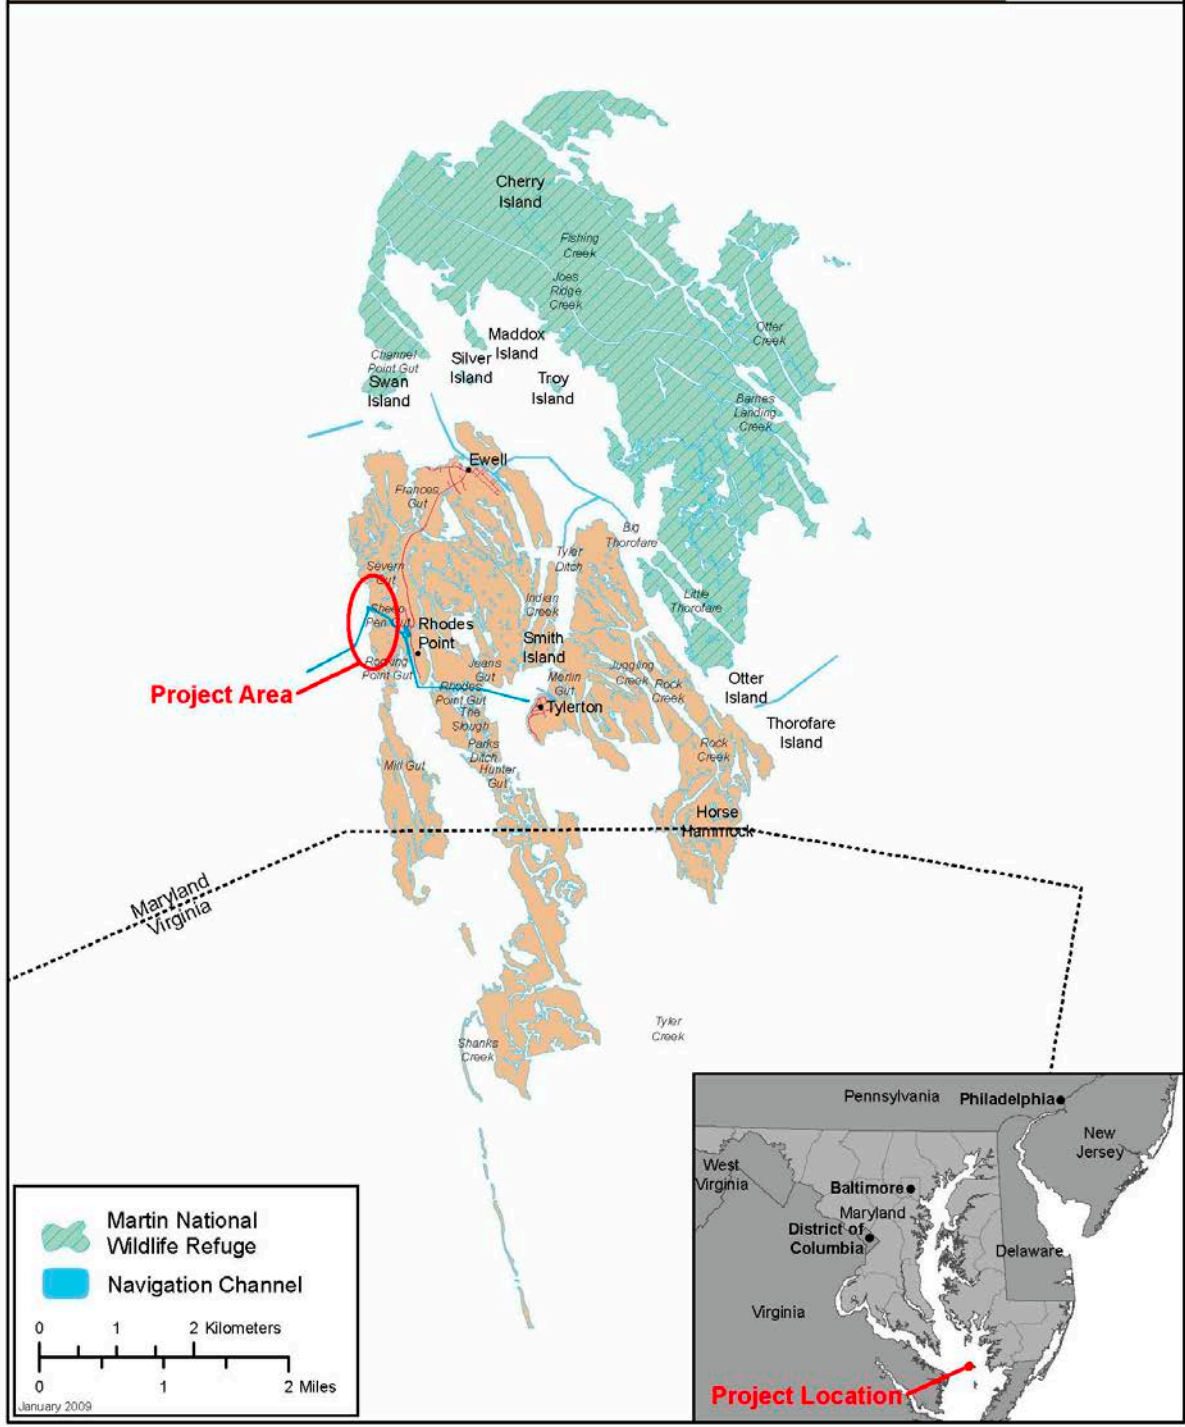 Cherry
Island
Fishing
Creek
Joes
Ridge
Creek
Otter
Creek
Maddox
Island
Channel
Point Gut
Silver
Island
Swan
Island
Troy
Island
Barnes
Landing
Creek
Ewell
Frances
Gut
Big
Thorofare
Tyler
Ditch
Severn
Gut
Little
Thorofare
Indian
Creek
Sheep
Pen Gut
Rhodes
Point
Smith
Island
Rocking
Point Gut
Jeans
Gut
Juggling
Creek
Merlin
Gut
Rock
Creek
Otter
Island
Project Area
Rhodes
Point Gut
Tylerton
The
Slough
Thorofare
Island
Parks
Ditch
Rock
Creek
Mill Gut
Hunter
Gut
Horse
Hammock
Maryland
Virginia
Tyler
Creek
Shanks
Creek
Pennsylvania
Philadelphia
New
Jersey
West
Virginia
Baltimore
Maryland
District of
Columbia
Delaware
Virginia
Project Location
Martin National
Wildlife Refuge
Navigation Channel
0 1 2 Kilometers
0 1 2 Miles
January 2009